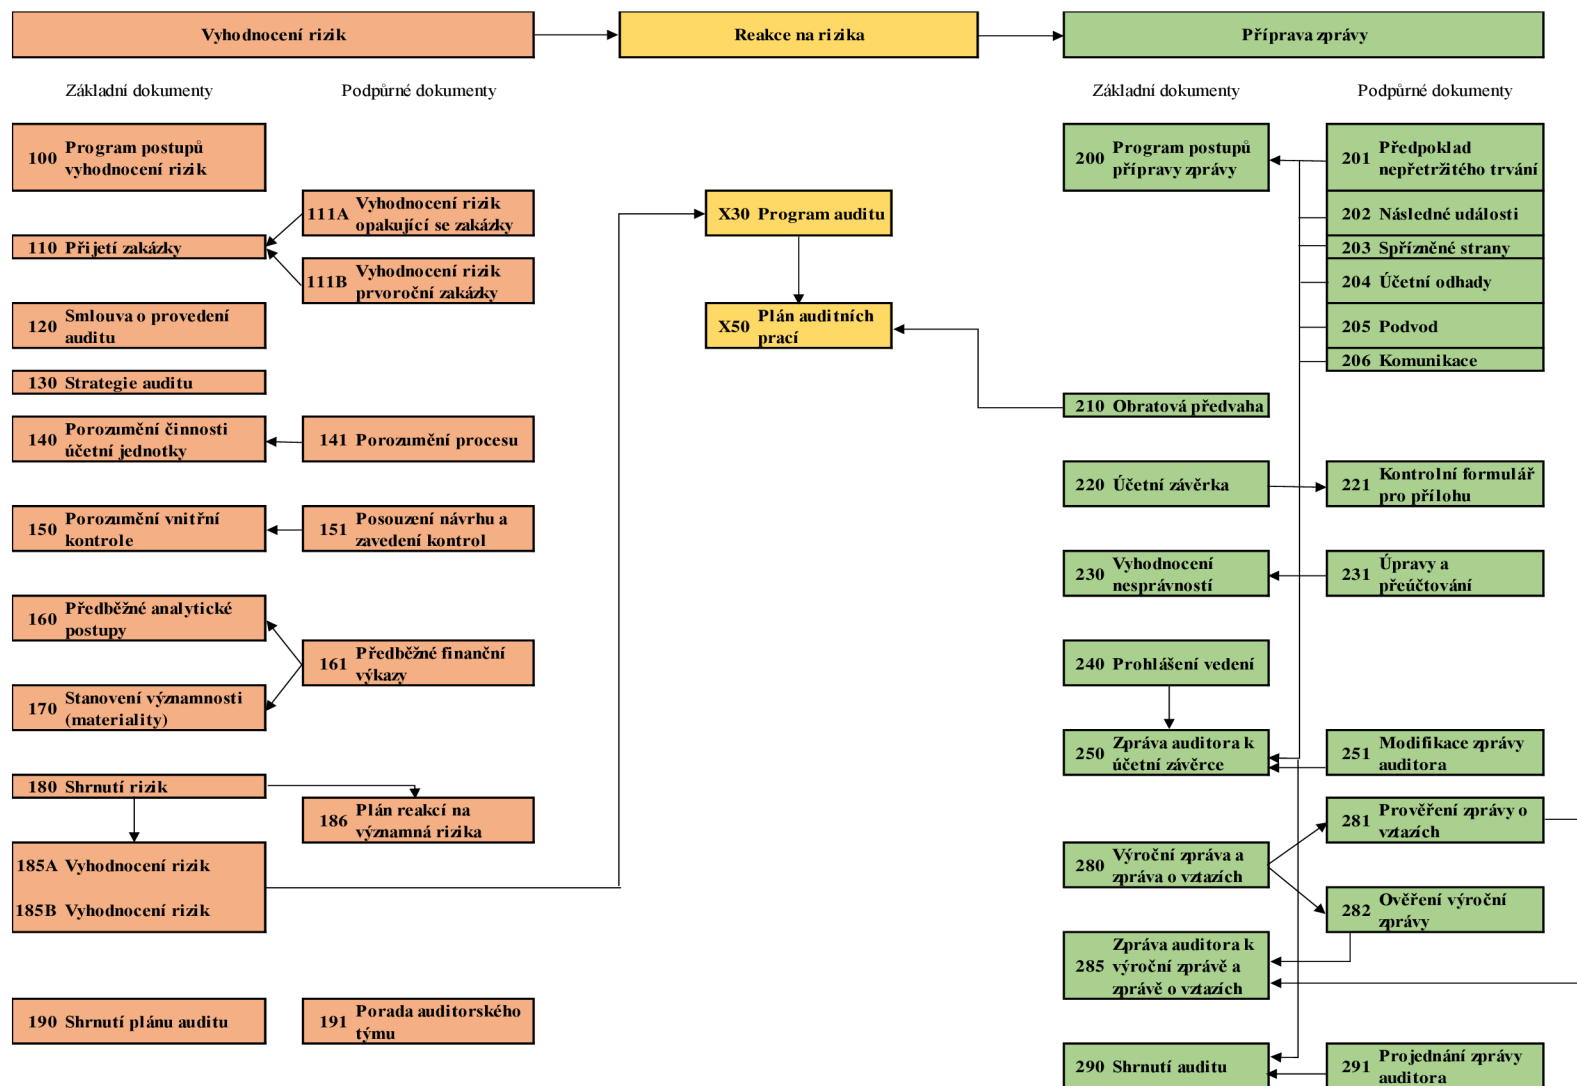 Vyhodnocení rizik
Reakce na rizika
Příprava zprávy
Základní dokumenty
Podpůrné dokumenty
Základní dokumenty
Podpůrné dokumenty
100 Program postupů
vyhodnocení rizik
111A Vyhodnocení rizik
opakující se zakázky
110 Přijetí zakázky
111B Vyhodnocení rizik
prvoroční zakázky
120 Smlouva o provedení
auditu
130 Strategie auditu
140 Porozumění činnosti
účetní jednotky
141 Porozumění procesu
150 Porozumění vnitřní
kontrole
151 Posouzení návrhu a
zavedení kontrol
160 Předběžné analytické
postupy
161 Předběžné finanční
výkazy
170 Stanovení významnosti
(materiality)
180 Shrnutí rizik
186 Plán reakcí na
významná rizika
185A Vyhodnocení rizik
185B Vyhodnocení rizik
190 Shrnutí plánu auditu
191 Porada auditorského
týmu
X30 Program auditu
X50 Plán auditních
prací
200 Program postupů
přípravy zprávy
201 Předpoklad
nepřetržitého trvání
202 Následné události
203 Spřízněné strany
204 Účetní odhady
205 Podvod
206 Komunikace
210 Obratová předvaha
220 Účetní závěrka
221 Kontrolní formulář
pro přílohu
230 Vyhodnocení
nesprávností
231 Úpravy a
přeúčtování
240 Prohlášení vedení
250 Zpráva auditora k
účetní závěrce
251 Modifikace zprávy
auditora
280 Výroční zpráva a
zpráva o vztazích
281 Prověření zprávy o
vztazích
282 Ověření výroční
zprávy
285 Zpráva auditora k
výroční zprávě a
zprávě o vztazích
290 Shrnutí auditu
291 Projednání zprávy
auditora